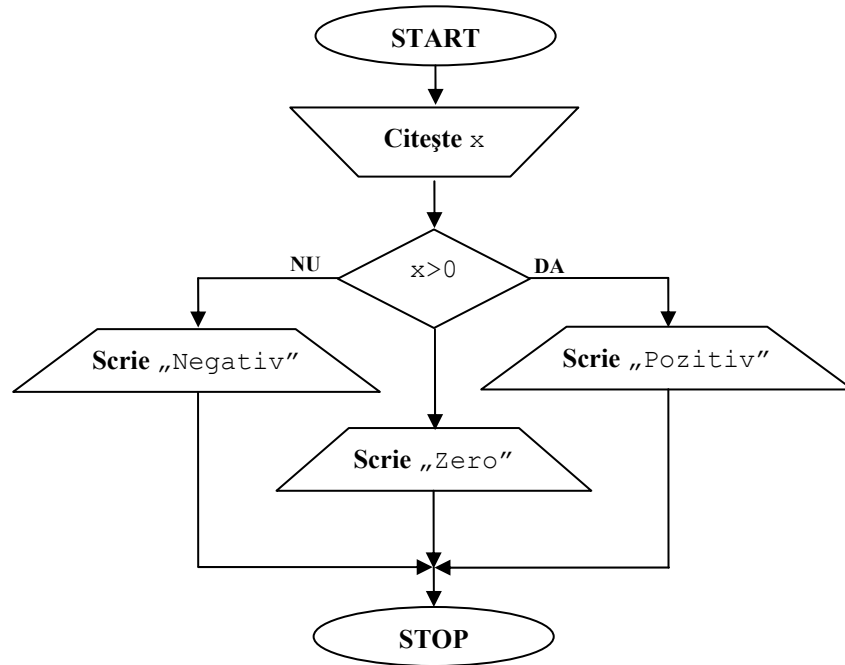 START
Citeşte x
x>0
NU
DA
Scrie „Negativ”
Scrie „Pozitiv”
Scrie „Zero”
STOP